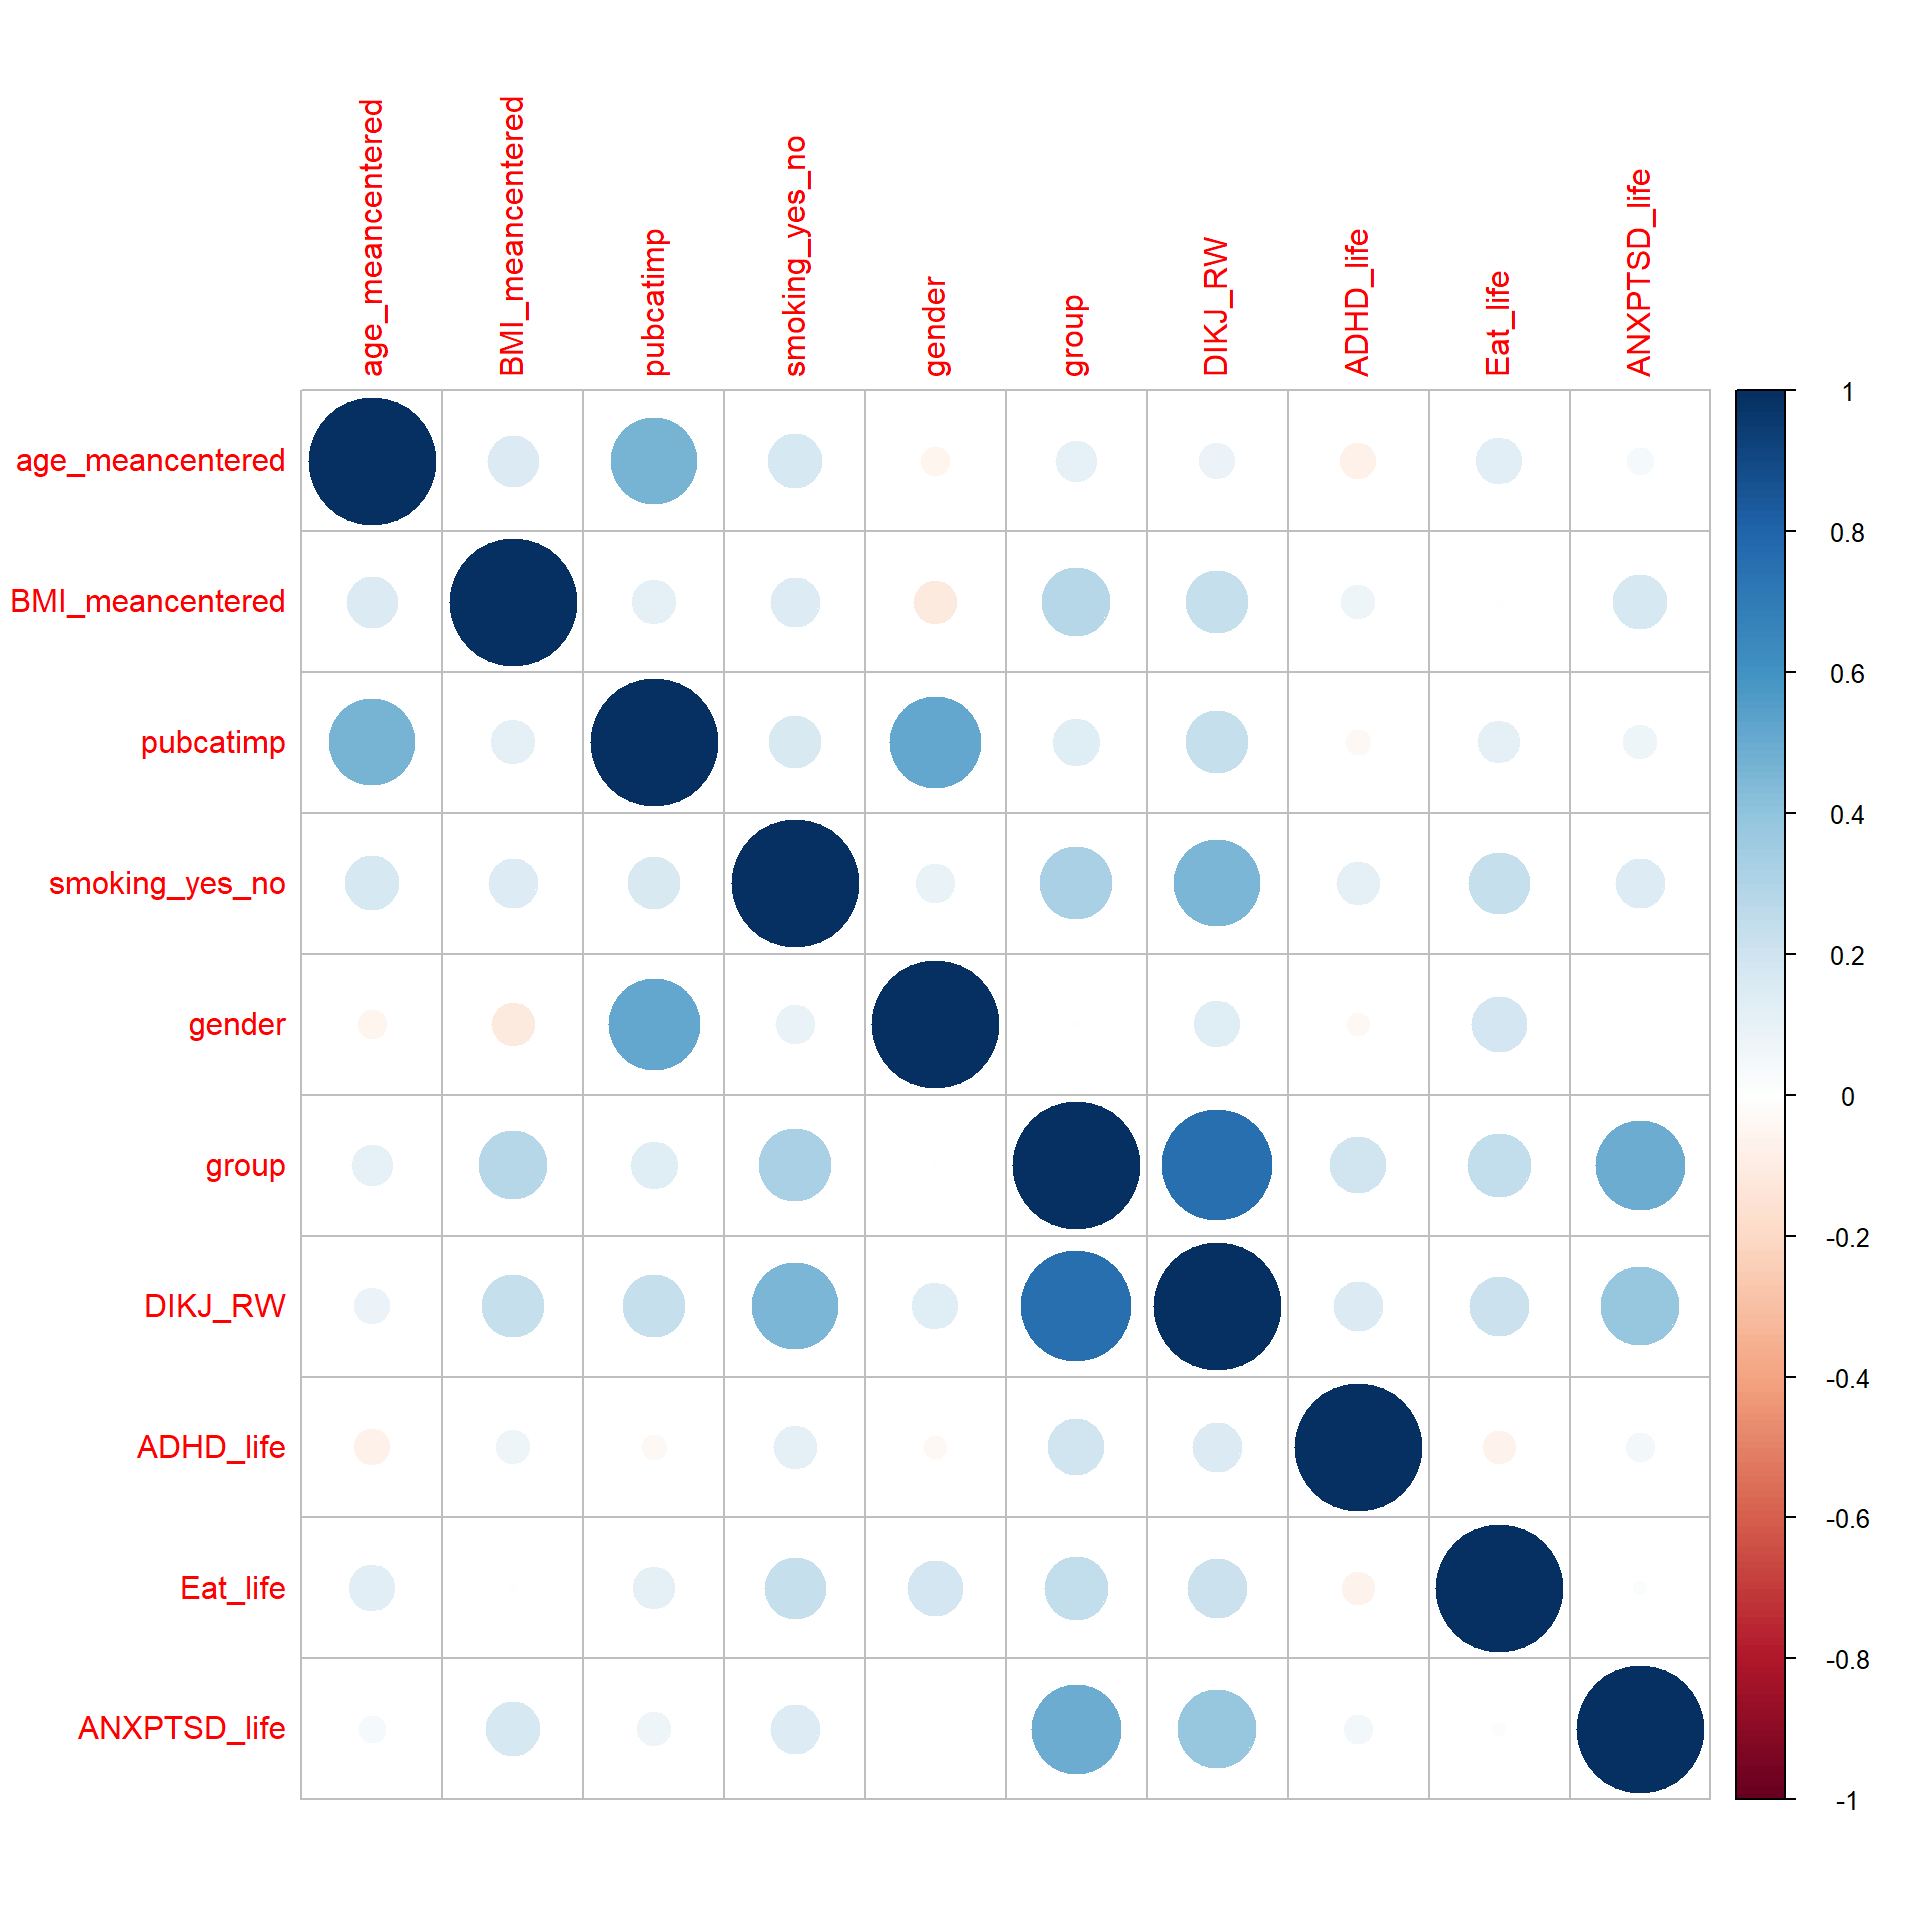 age_meancentered
BMI_meancentered
pubcatimp
smoking_yes_no
gender
group
DIKJ_RW
ADHD_life
Eat_life
ANXPTSD_life
age_meancentered
BMI_meancentered
pubcatimp
smoking_yes_no
gender
group
DIKJ_RW
ADHD_life
Eat_life
ANXPTSD_life
1
0.8
0.6
0.4
0.2
0
-0.2
-0.4
-0.6
-0.8
-1